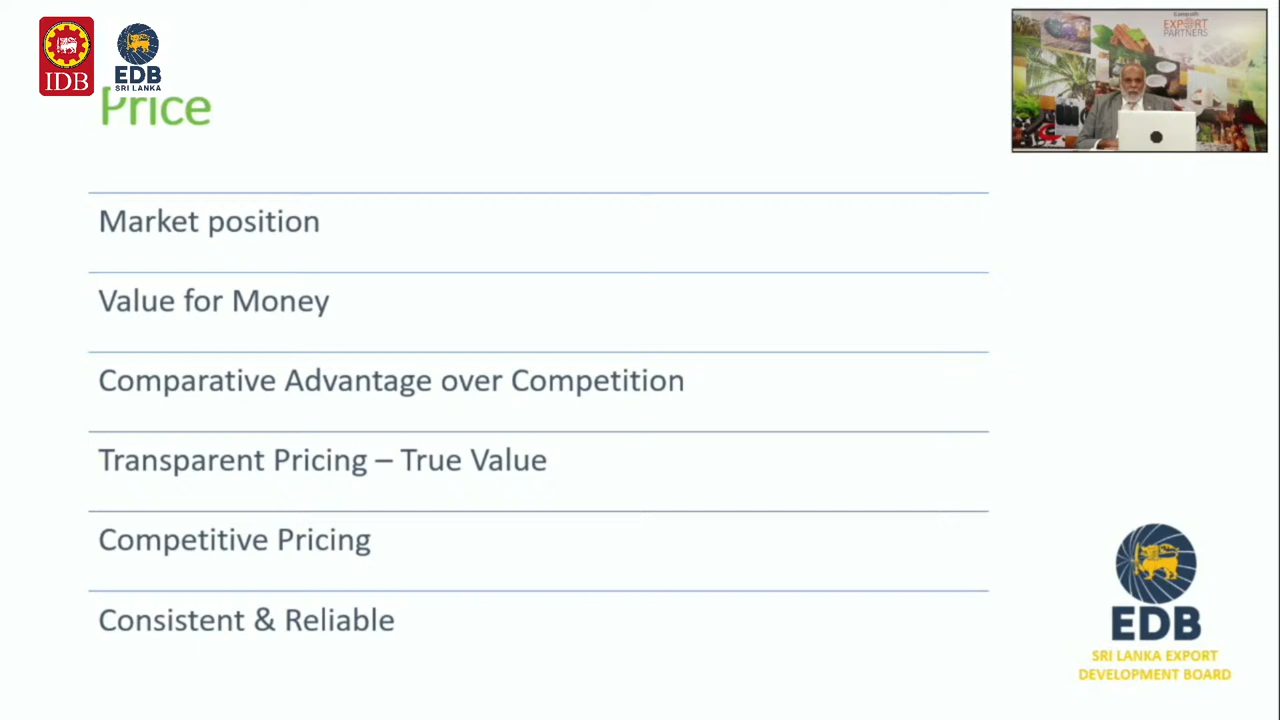 IDB
EDB
SRI LANKA
Price
EXPORT
PARTNERS
Market position
Value for Money
Comparative Advantage over Competition
Transparent Pricing – True Value
Competitive Pricing
Consistent & Reliable
EDB
SRI LANKA EXPORT
DEVELOPMENT BOARD